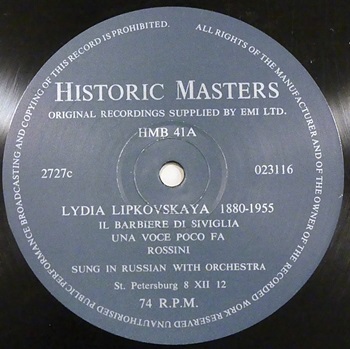 ALL RIGHTS OF THE MANUFACTURER AND OF THE OWNER OF THE RECORDED WORK RESERVED UNAUTHORISED PUBLIC PERFORMANCE BROADCASTING AND COPYING OF THIS RECORD IS PROHIBITED.
HISTORIC MASTERS
ORIGINAL RECORDINGS SUPPLIED BY EMI LTD.
HMB 41A
2727c 023116
LYDIA LIPKOVSKAYA 1880-1955
IL BARBIERE DI SIVIGLIA
UNA VOCE POCO FA
ROSSINI
SUNG IN RUSSIAN WITH ORCHESTRA
St. Petersburg 8 XII 12
74 R.P.M.